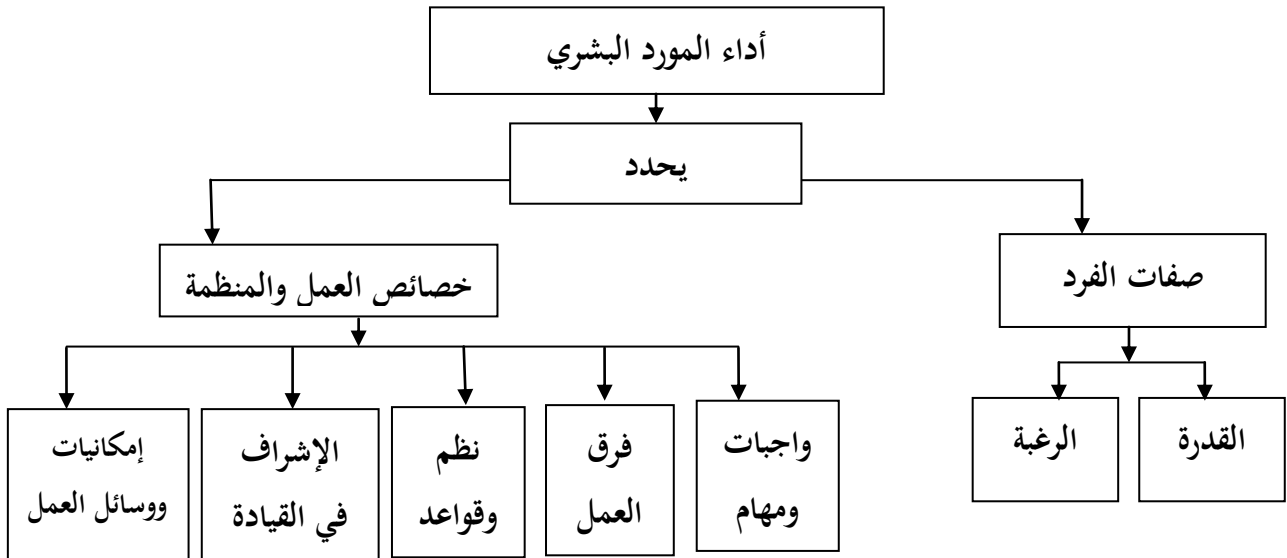 أداء المورد البشري
يحدد
صفات الفرد
خصائص العمل والمنظمة
القدرة
الرغبة
واجبات
ومهام
فرق
العمل
نظم
وقواعد
الإشراف
في القيادة
إمكانيات
ووسائل العمل